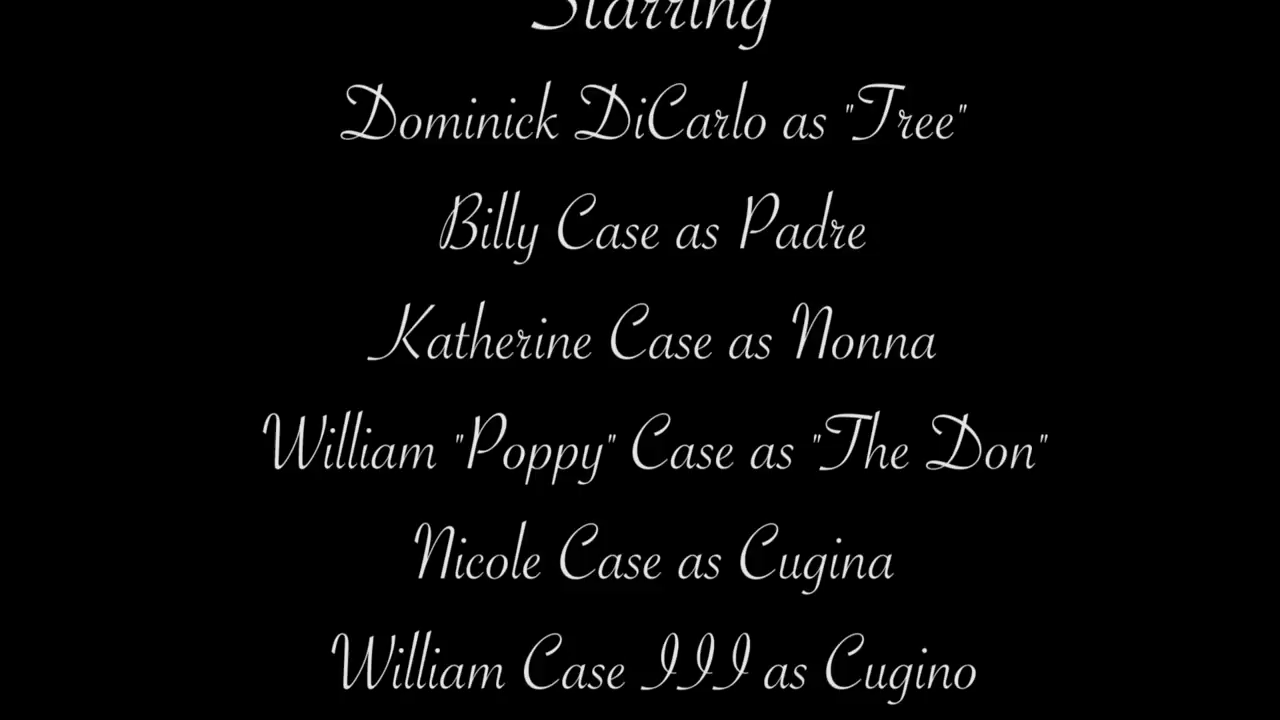 Starring
Dominick DiCarlo as "Tree"
Billy Case as Padre
Katherine Case as Nonna
William "Poppy" Case as "The Don"
Nicole Case as Cugina
William Case III as Cugino